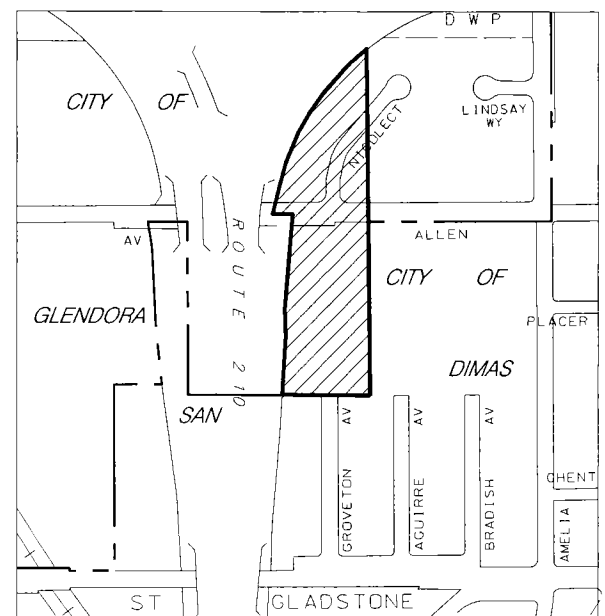 D W P
CITY OF
LINDSAY
WY
ROUTE 210
AV
ALLEN
CITY OF
GLENDORA
PLACER
DIMAS
SAN
GROVETON AV
AGUIRRE AV
BRADISH AV
GHENT
AMELIA
ST GLADSTONE